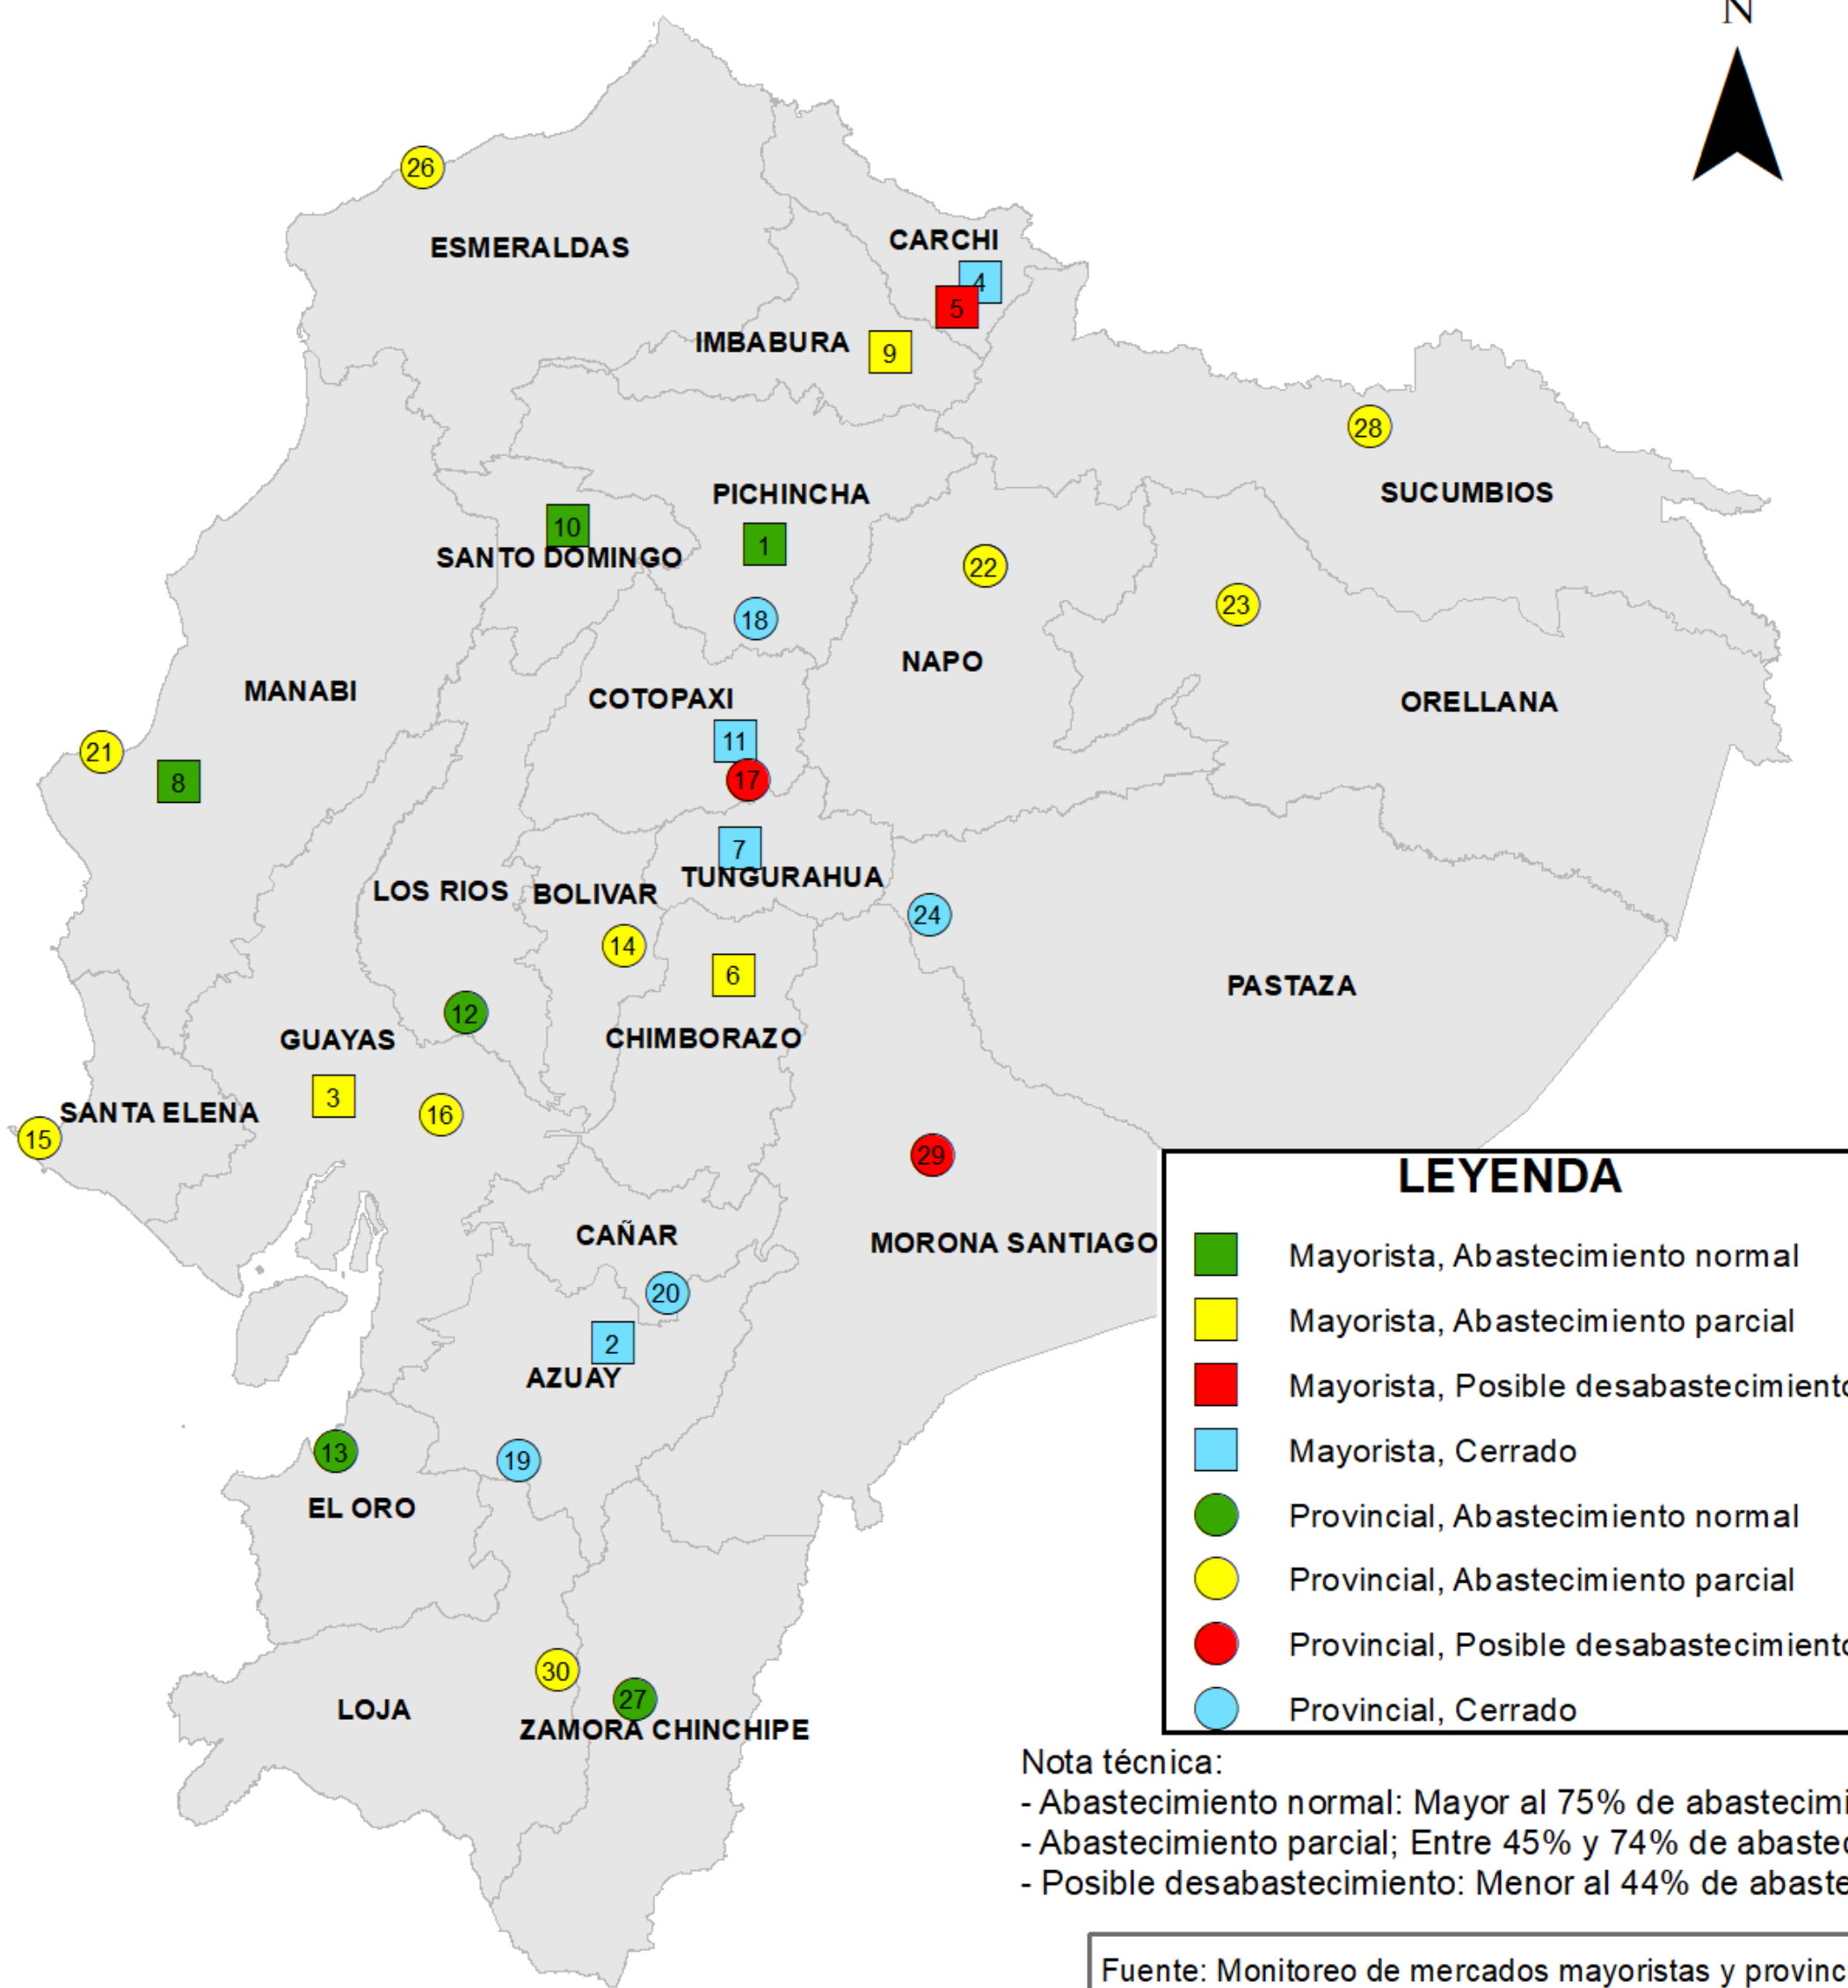 N
26
ESMERALDAS
CARCHI
4
5
IMBABURA
9
28
SUCUMBIOS
PICHINCHA
10
1
SANTO DOMINGO
22
23
18
NAPO
MANABI
COTOPAXI
ORELLANA
11
21
8
17
7
TUNGURAHUA
LOS RIOS
BOLIVAR
24
14
6
PASTAZA
12
GUAYAS
CHIMBORAZO
3
SANTA ELENA
16
15
29
CAÑAR
MORONA SANTIAGO
20
2
AZUAY
13
19
EL ORO
30
27
LOJA
ZAMORA CHINCHIPE
LEYENDA
Mayorista, Abastecimiento normal
Mayorista, Abastecimiento parcial
Mayorista, Posible desabastecimiento
Mayorista, Cerrado
Provincial, Abastecimiento normal
Provincial, Abastecimiento parcial
Provincial, Posible desabastecimiento
Provincial, Cerrado
Nota técnica:
- Abastecimiento normal: Mayor al 75% de abastecimi
- Abastecimiento parcial; Entre 45% y 74% de abastec
- Posible desabastecimiento: Menor al 44% de abaste
Fuente: Monitoreo de mercados mayoristas y provinc